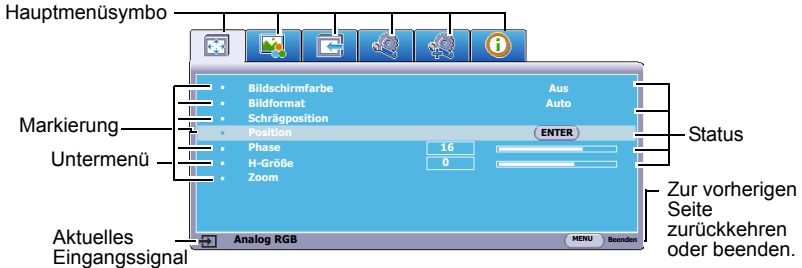 Hauptmenüsymbo
Bildschirmfarbe Aus
Bildformat Auto
Schrägposition
Markierung
Position ENTER
Status
Phase 16
Untermenü
H-Größe 0
Zoom
Zur vorherigen
Seite
zurückkehren
oder beenden.
Aktuelles
Eingangssignal
Analog RGB
MENU Beenden